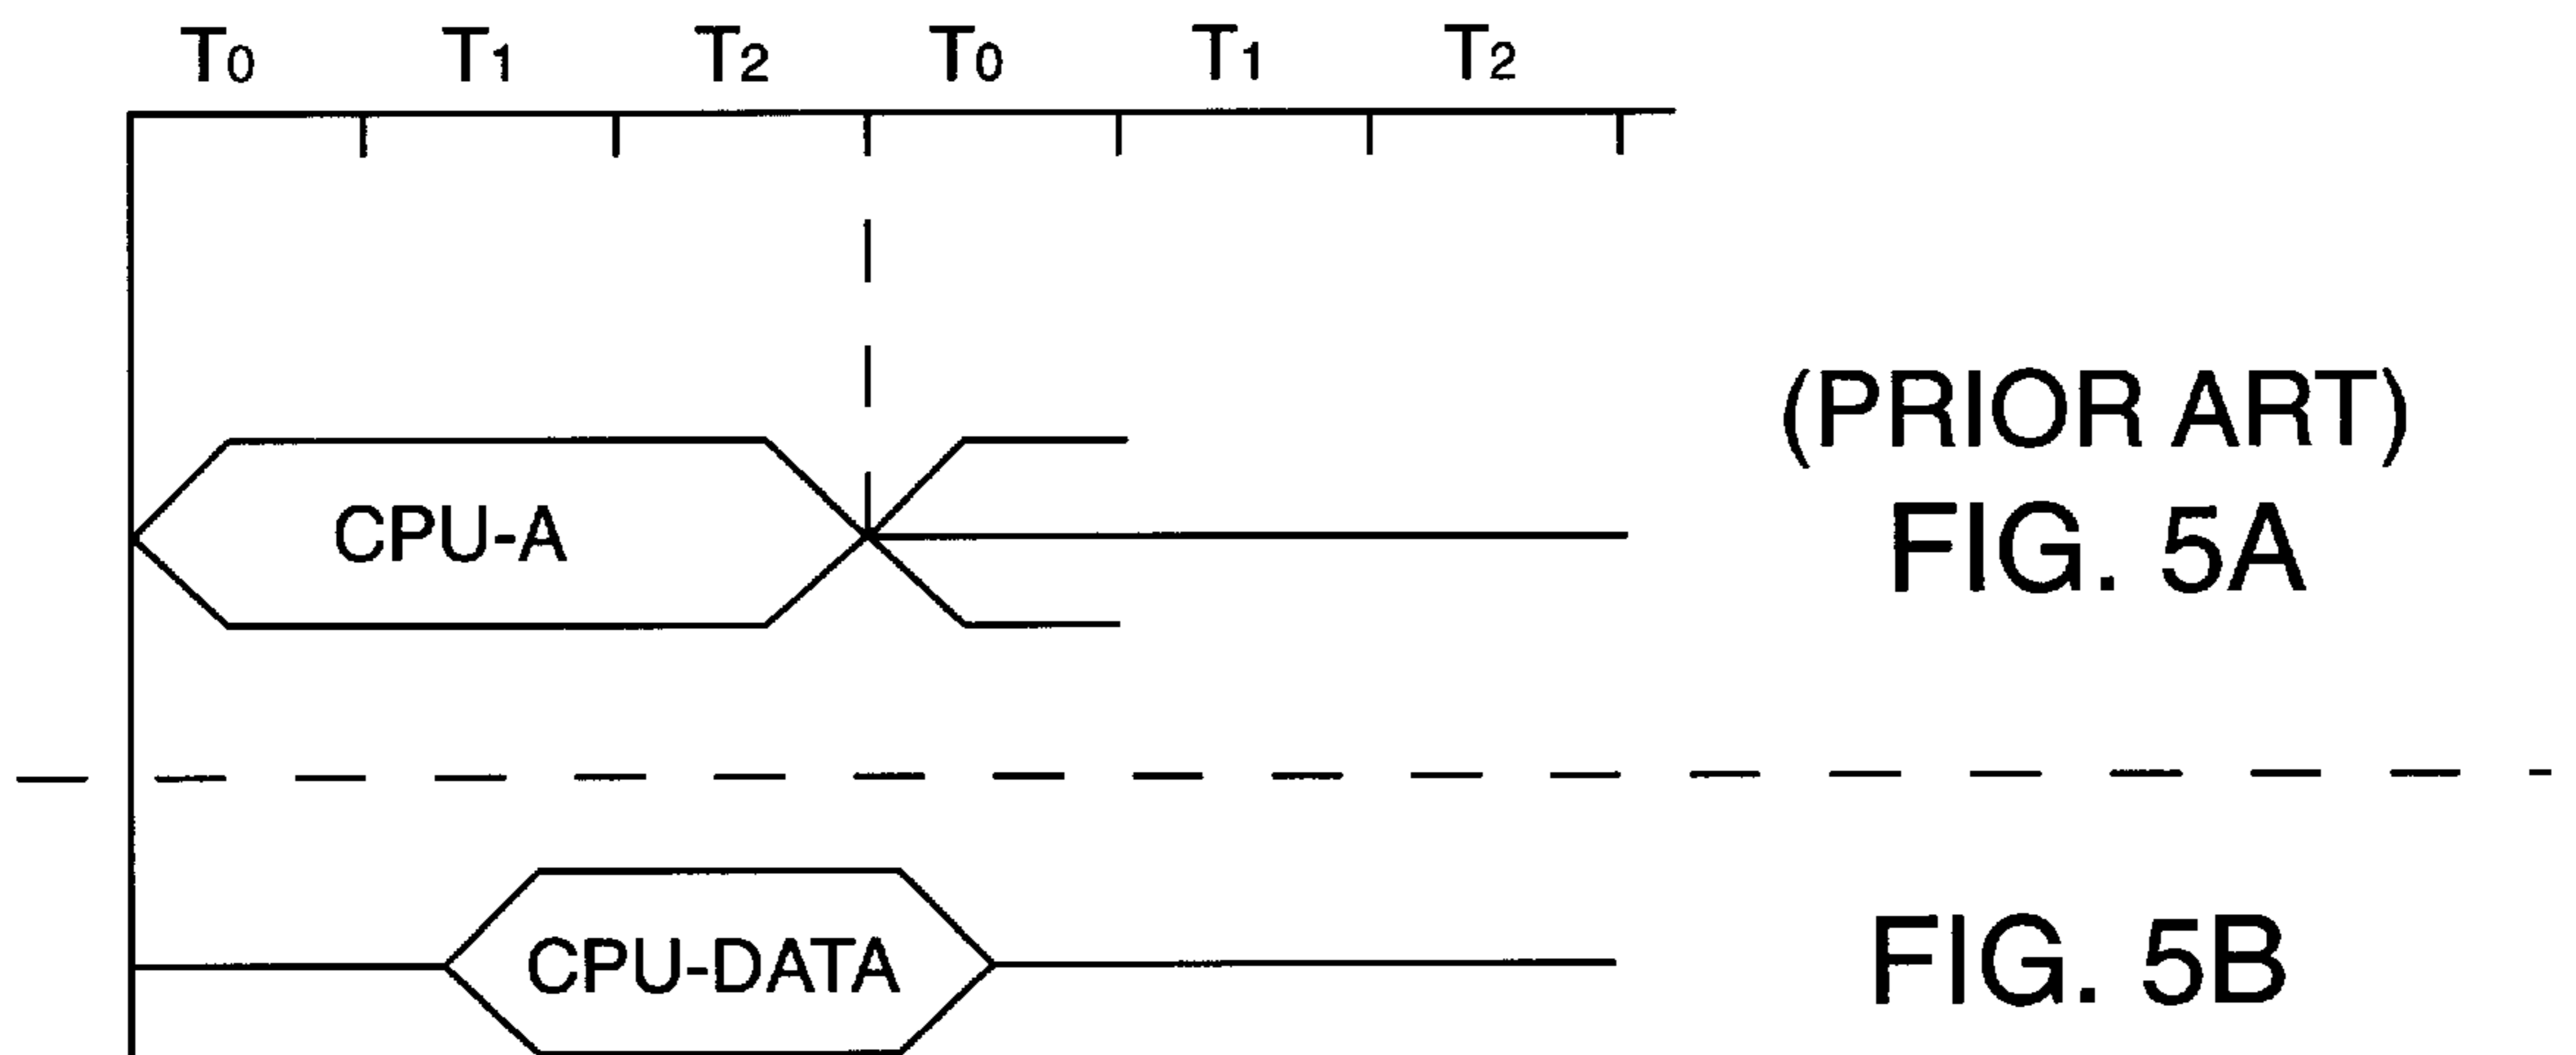 T0 T1 T2 T0 T1 T2
(PRIOR ART)
CPU-A FIG. 5A
CPU-DATA FIG. 5B